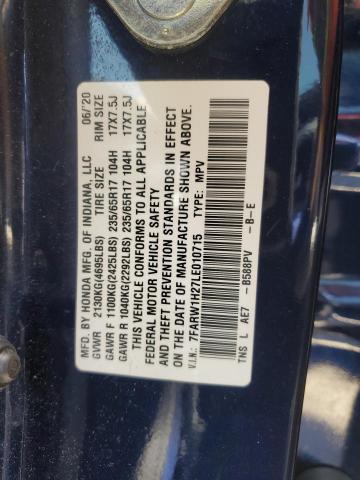 MFD. BY HONDA MFG. OF INDIANA, LLC 06/'20
GVWR 2130KG(4695LBS) TIRE SIZE RIM SIZE
GAWR F 1100KG(2425LBS) 235/65R17 104H 17X7.5J
GAWR R 1040KG(2292LBS) 235/65R17 104H 17X7.5J
THIS VEHICLE CONFORMS TO ALL APPLICABLE
FEDERAL MOTOR VEHICLE SAFETY
AND THEFT PREVENTION STANDARDS IN EFFECT
ON THE DATE OF MANUFACTURE SHOWN ABOVE.
V.I.N.: 7FARW1H27LE010715 TYPE: MPV
TNS L AE7 -B588PV -B-E